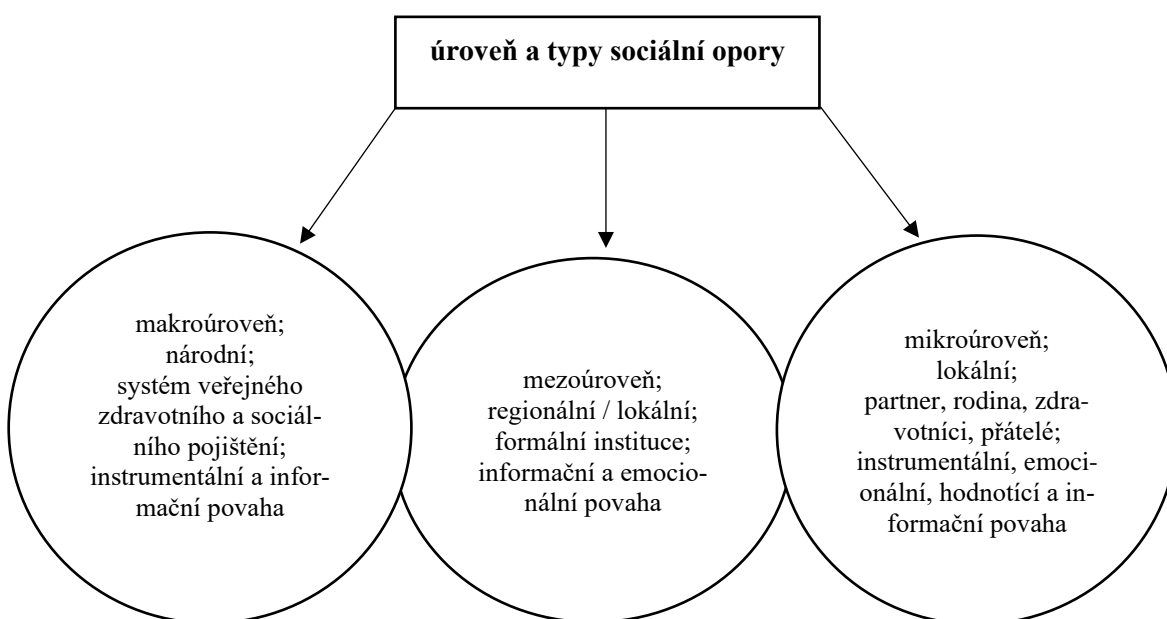 úroveň a typy sociální opory
makroúroveň;
národní;
systém veřejného
zdravotního a sociál-
ního pojištění;
instrumentální a infor-
mační povaha
mezoúroveň;
regionální / lokální;
formální instituce;
informační a emocio-
nální povaha
mikroúroveň;
lokální;
partner, rodina, zdra-
votníci, přátelé;
instrumentální, emoci-
onální, hodnotící a in-
formační povaha